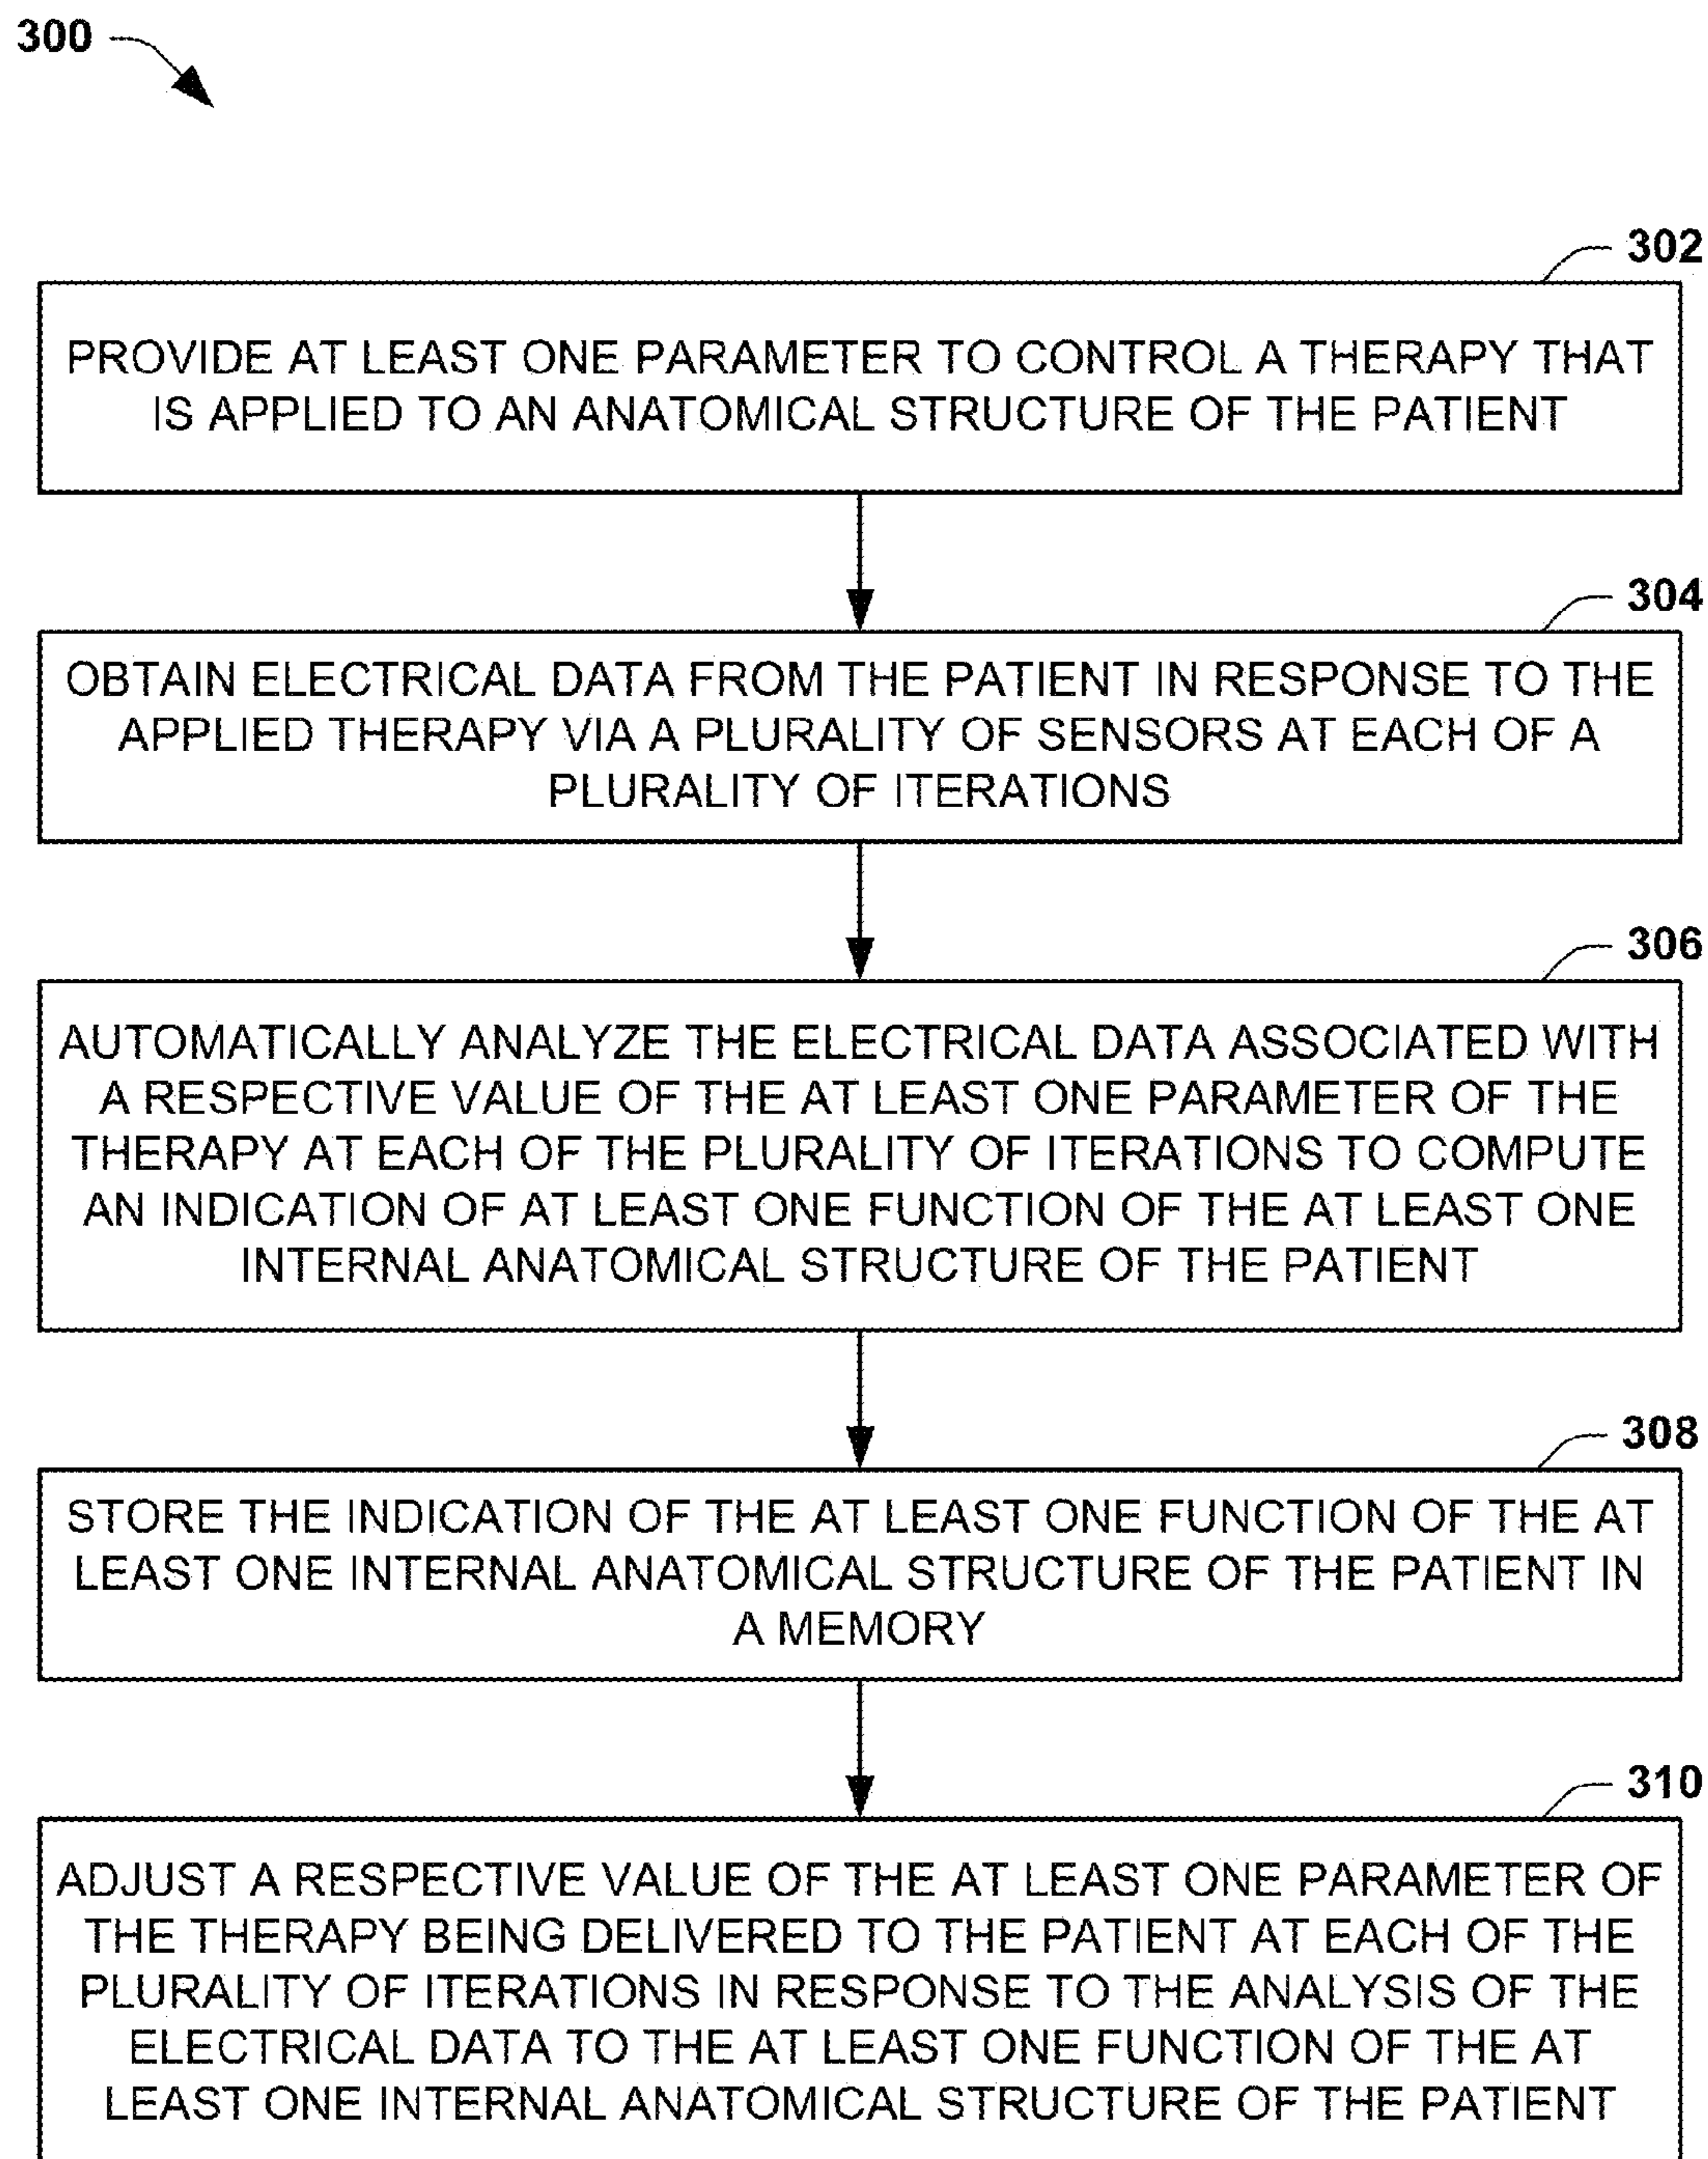 300
302
PROVIDE AT LEAST ONE PARAMETER TO CONTROL A THERAPY THAT
IS APPLIED TO AN ANATOMICAL STRUCTURE OF THE PATIENT
304
OBTAIN ELECTRICAL DATA FROM THE PATIENT IN RESPONSE TO THE
APPLIED THERAPY VIA A PLURALITY OF SENSORS AT EACH OF A
PLURALITY OF ITERATIONS
306
AUTOMATICALLY ANALYZE THE ELECTRICAL DATA ASSOCIATED WITH
A RESPECTIVE VALUE OF THE AT LEAST ONE PARAMETER OF THE
THERAPY AT EACH OF THE PLURALITY OF ITERATIONS TO COMPUTE
AN INDICATION OF AT LEAST ONE FUNCTION OF THE AT LEAST ONE
INTERNAL ANATOMICAL STRUCTURE OF THE PATIENT
308
STORE THE INDICATION OF THE AT LEAST ONE FUNCTION OF THE AT
LEAST ONE INTERNAL ANATOMICAL STRUCTURE OF THE PATIENT IN
A MEMORY
310
ADJUST A RESPECTIVE VALUE OF THE AT LEAST ONE PARAMETER OF
THE THERAPY BEING DELIVERED TO THE PATIENT AT EACH OF THE
PLURALITY OF ITERATIONS IN RESPONSE TO THE ANALYSIS OF THE
ELECTRICAL DATA TO THE AT LEAST ONE FUNCTION OF THE AT
LEAST ONE INTERNAL ANATOMICAL STRUCTURE OF THE PATIENT